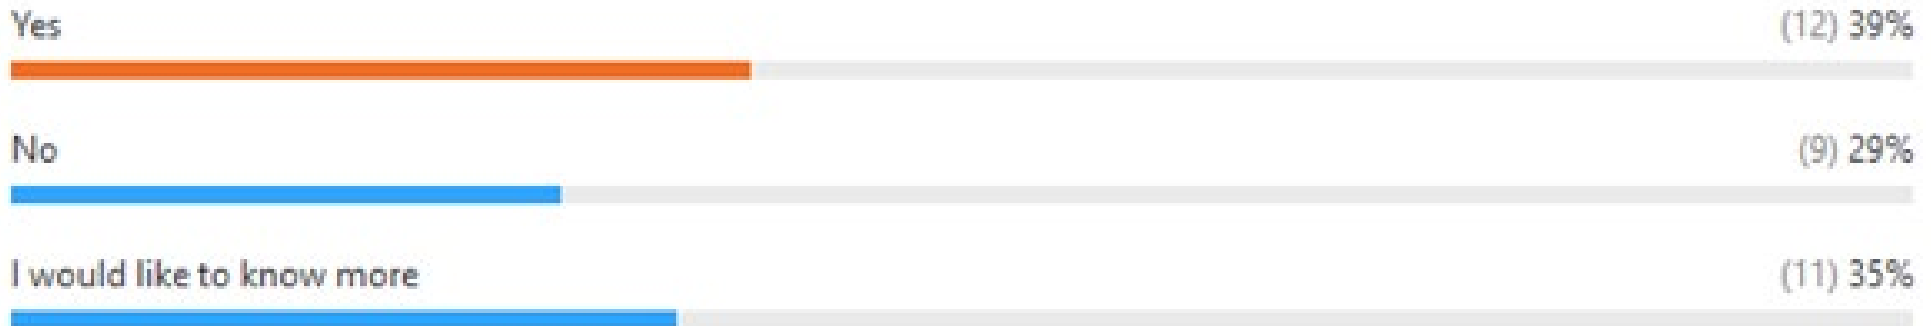 Yes (12) 39%
No (9) 29%
I would like to know more (11) 35%